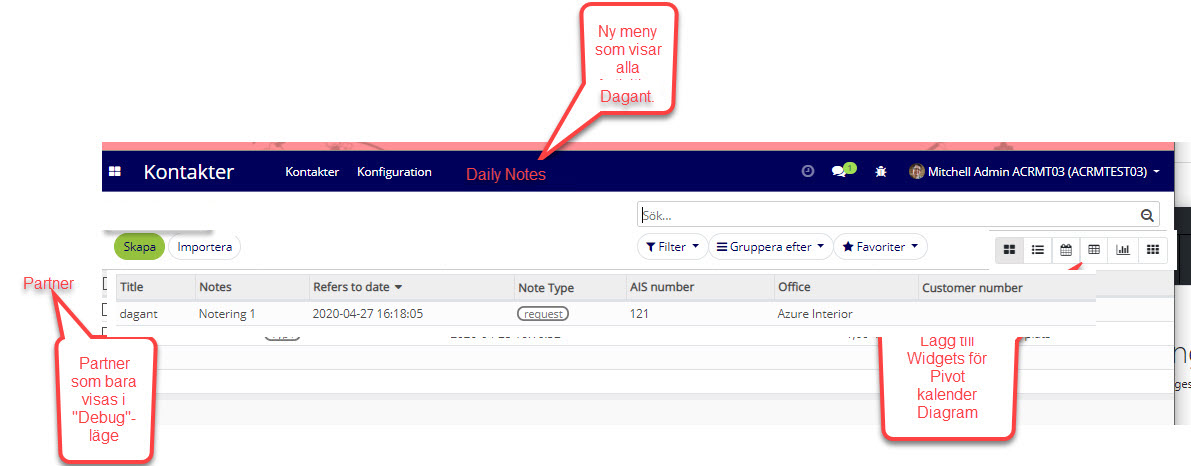 Ny meny
som visar
alla
Dagant.
Kontakter
Kontakter
Konfiguration
Daily Notes
1
Mitchell Admin ACRMT03 (ACRMTEST03)
Sök...
Skapa
Importera
Filter
Gruppera efter
Favoriter
Partner
Title
Notes
Refers to date
Note Type
AIS number
Office
Customer number
dagant
Notering 1
2020-04-27 16:18:05
request
121
Azure Interior
Lägg till
Widgets för
Pivot
kalender
Diagram
Partner
som bara
visas i
"Debug"-
läge